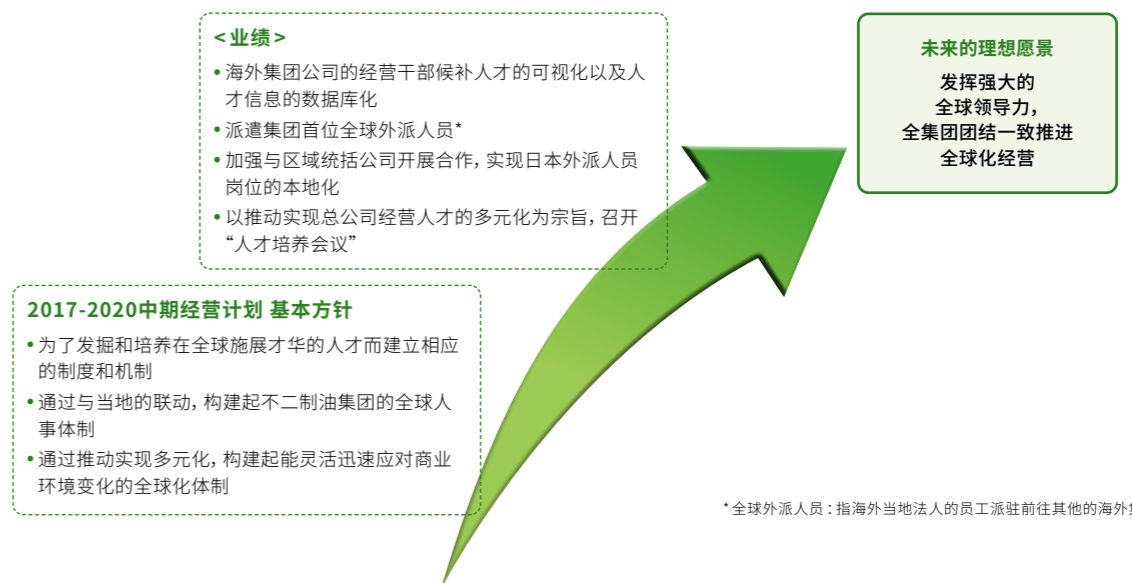 <业绩>
•海外集团公司的经营干部候补人才的可视化以及人
才信息的数据库化
•派遣集团首位全球外派人员*
•加强与区域统括公司开展合作，实现日本外派人员
岗位的本地化
•以推动实现总公司经营人才的多元化为宗旨，召开
“人才培养会议”
未来的理想愿景
发挥强大的
全球领导力，
全集团团结一致推进
全球化经营
2017-2020中期经营计划 基本方针
•为了发掘和培养在全球施展才华的人才而建立相应
的制度和机制
•通过与当地的联动，构建起不二制油集团的全球人
事体制
•通过推动实现多元化，构建起能灵活迅速应对商业
环境变化的全球化体制
*全球外派人员：指海外当地法人的员工派驻前往其他的海外